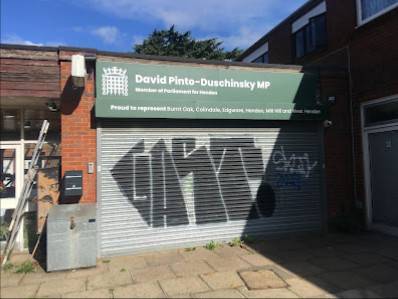 David Pinto-Duschinsky MP
Member of Parliament for Hendon
Proud to represent Burnt Oak, Colindale, Edgware, Hendon, Mill Hill and West Hendon